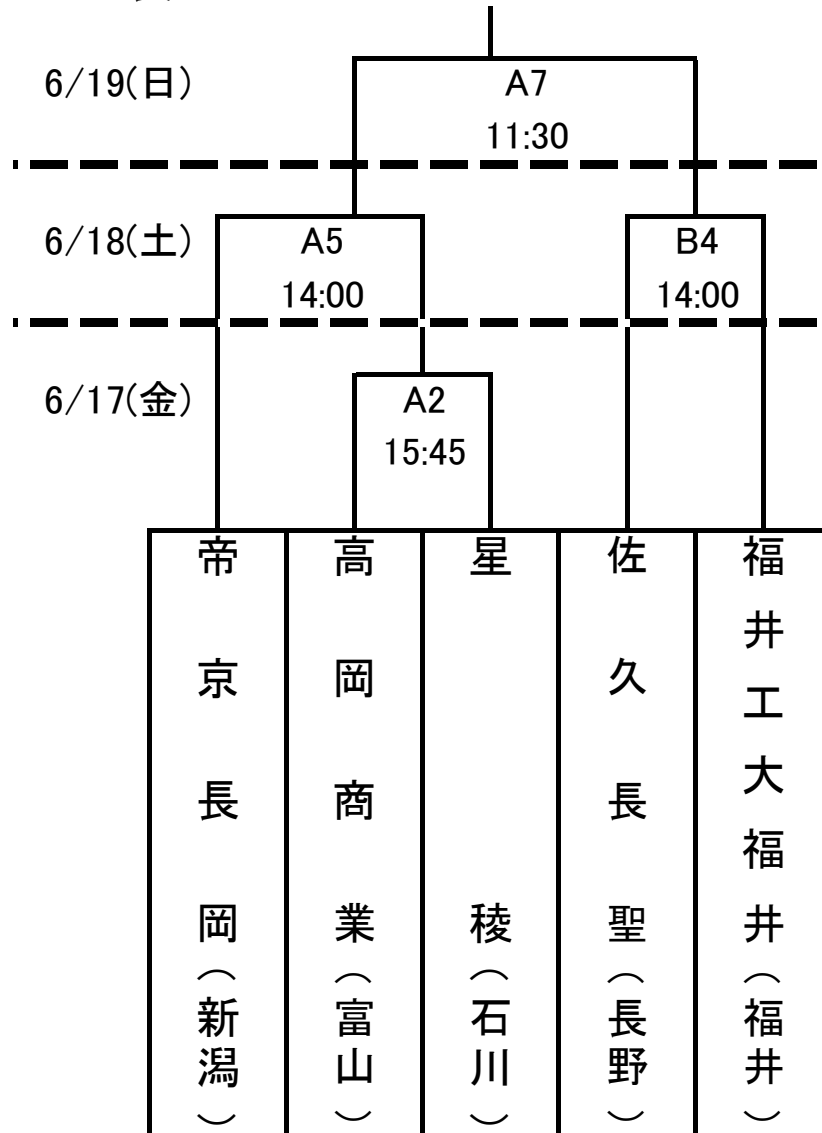 6/19(日)
A7
11:30
6/18(土)
A5
14:00
B4
14:00
6/17(金)
A2
15:45
帝京長岡(新潟)
高岡商業(富山)
星稜(石川)
佐久長聖(長野)
福井工大福井(福井)